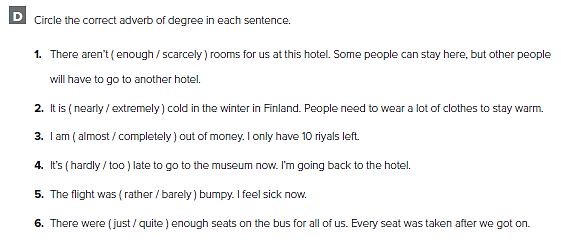 D Circle the correct adverb of degree in each sentence.
1. There aren't ( enough / scarcely ) rooms for us at this hotel. Some people can stay here, but other people
will have to go to another hotel.
2. It is ( nearly / extremely ) cold in the winter in Finland. People need to wear a lot of clothes to stay warm.
3. I am ( almost / completely ) out of money. I only have 10 riyals left.
4. It's ( hardly / too ) late to go to the museum now. I'm going back to the hotel.
5. The flight was ( rather / barely ) bumpy. I feel sick now.
6. There were ( just / quite ) enough seats on the bus for all of us. Every seat was taken after we got on.